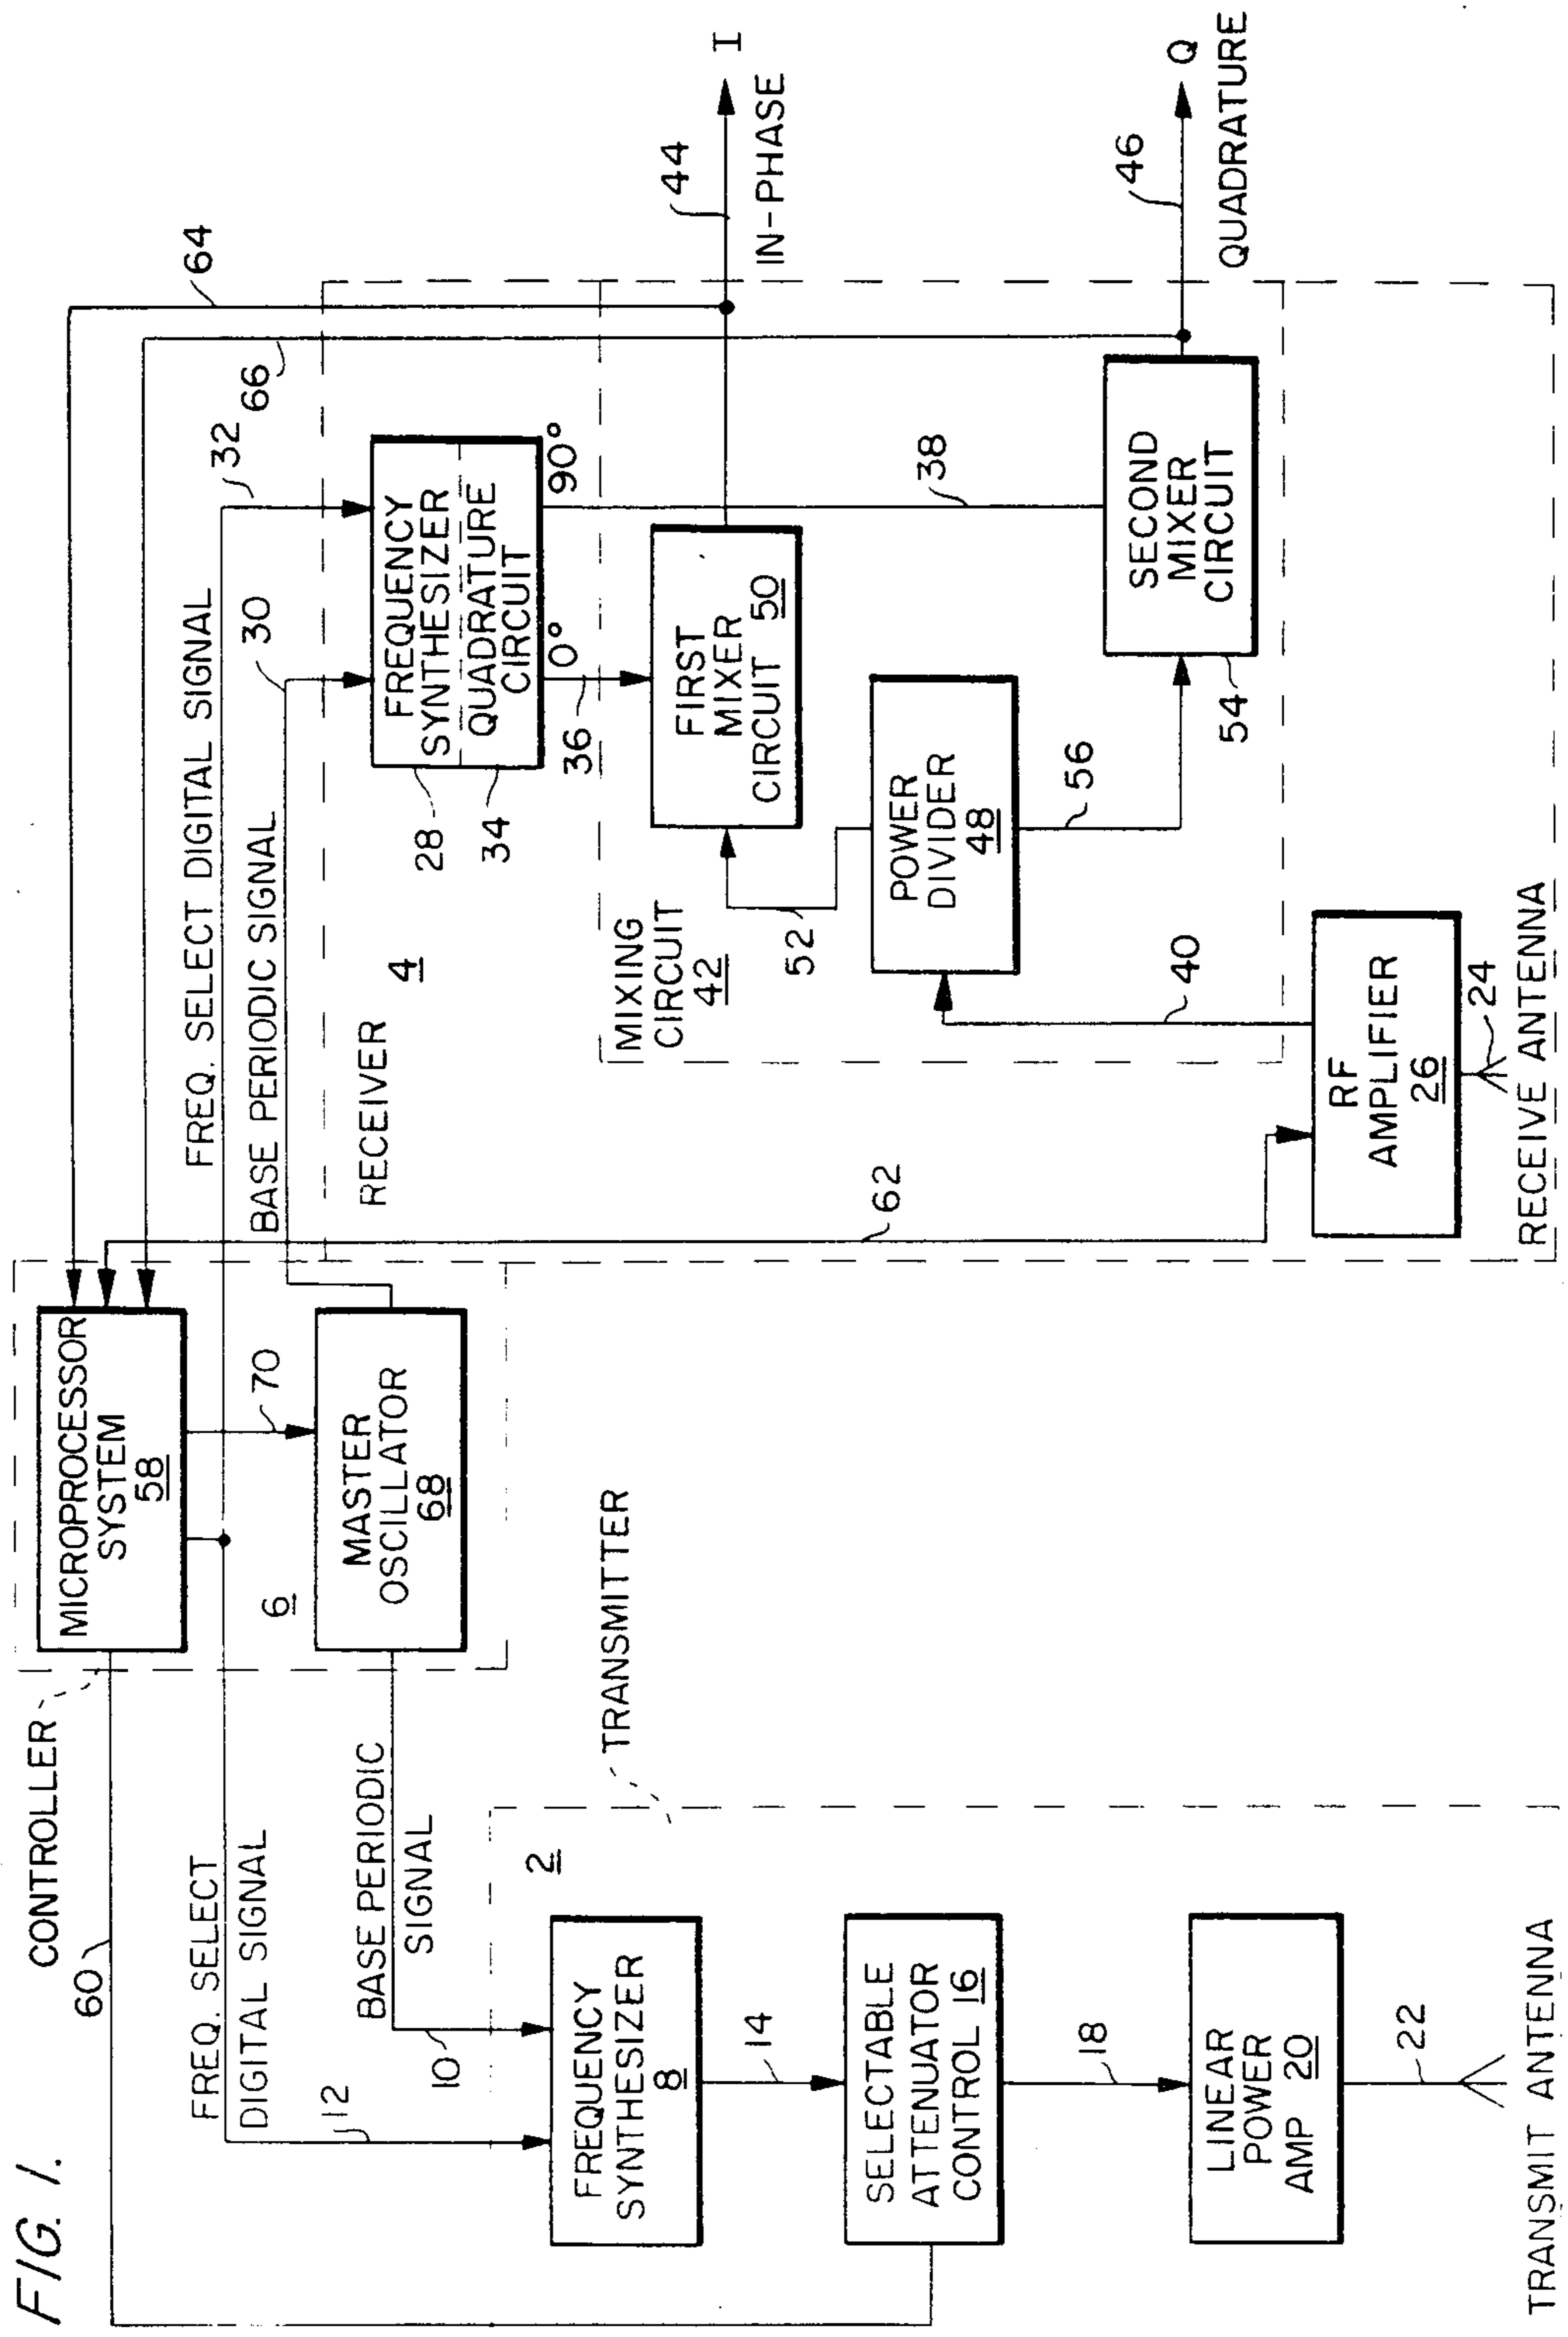 FIG. 1.
CONTROLLER
60
MICROPROCESSOR
SYSTEM
58
70
6
MASTER
OSCILLATOR
68
FREQ. SELECT
DIGITAL SIGNAL
12
BASE PERIODIC
SIGNAL
10
TRANSMITTER
2
FREQUENCY
SYNTHESIZER
8
14
SELECTABLE
ATTENUATOR
CONTROL 16
18
LINEAR
POWER
AMP 20
22
TRANSMIT ANTENNA
64
66
FREQ. SELECT DIGITAL SIGNAL
32
BASE PERIODIC SIGNAL
30
RECEIVER
4
FREQUENCY
SYNTHESIZER
QUADRATURE
CIRCUIT
28
34
0°
90°
36
38
MIXING
CIRCUIT
42
FIRST
MIXER
CIRCUIT 50
52
POWER
DIVIDER
48
56
SECOND
MIXER
CIRCUIT
54
40
62
RF
AMPLIFIER
26
24
RECEIVE ANTENNA
44
I
IN-PHASE
46
Q
QUADRATURE